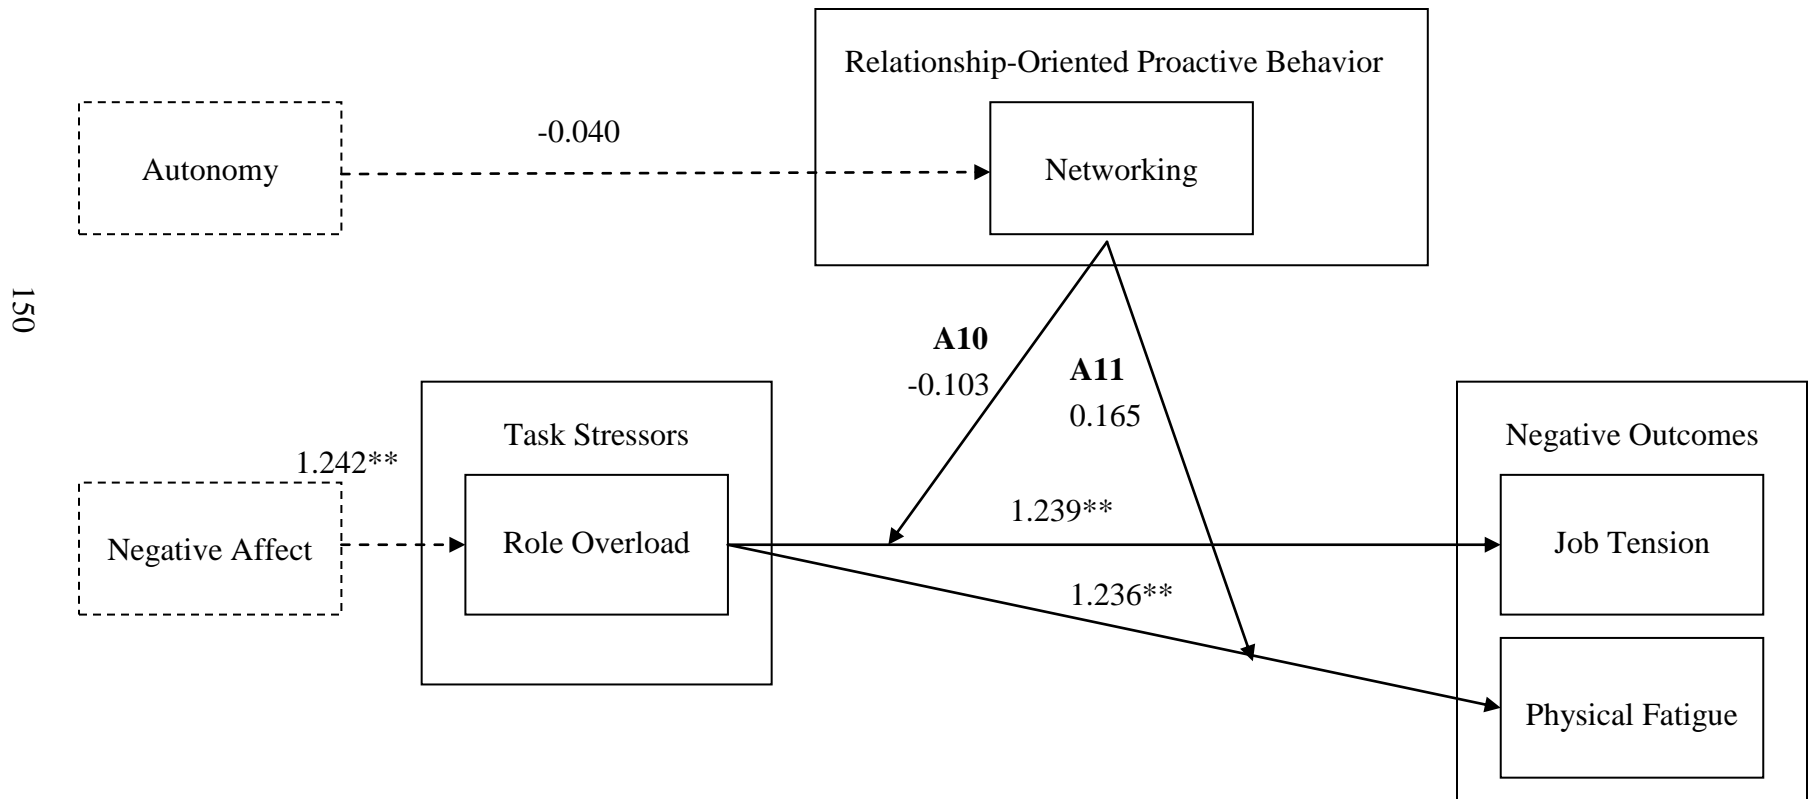 Relationship-Oriented Proactive Behavior
-0.040
Autonomy
Networking
150
A10
-0.103
A11
0.165
Task Stressors
Negative Outcomes
1.242**
1.239**
Negative Affect
Role Overload
Job Tension
1.236**
Physical Fatigue